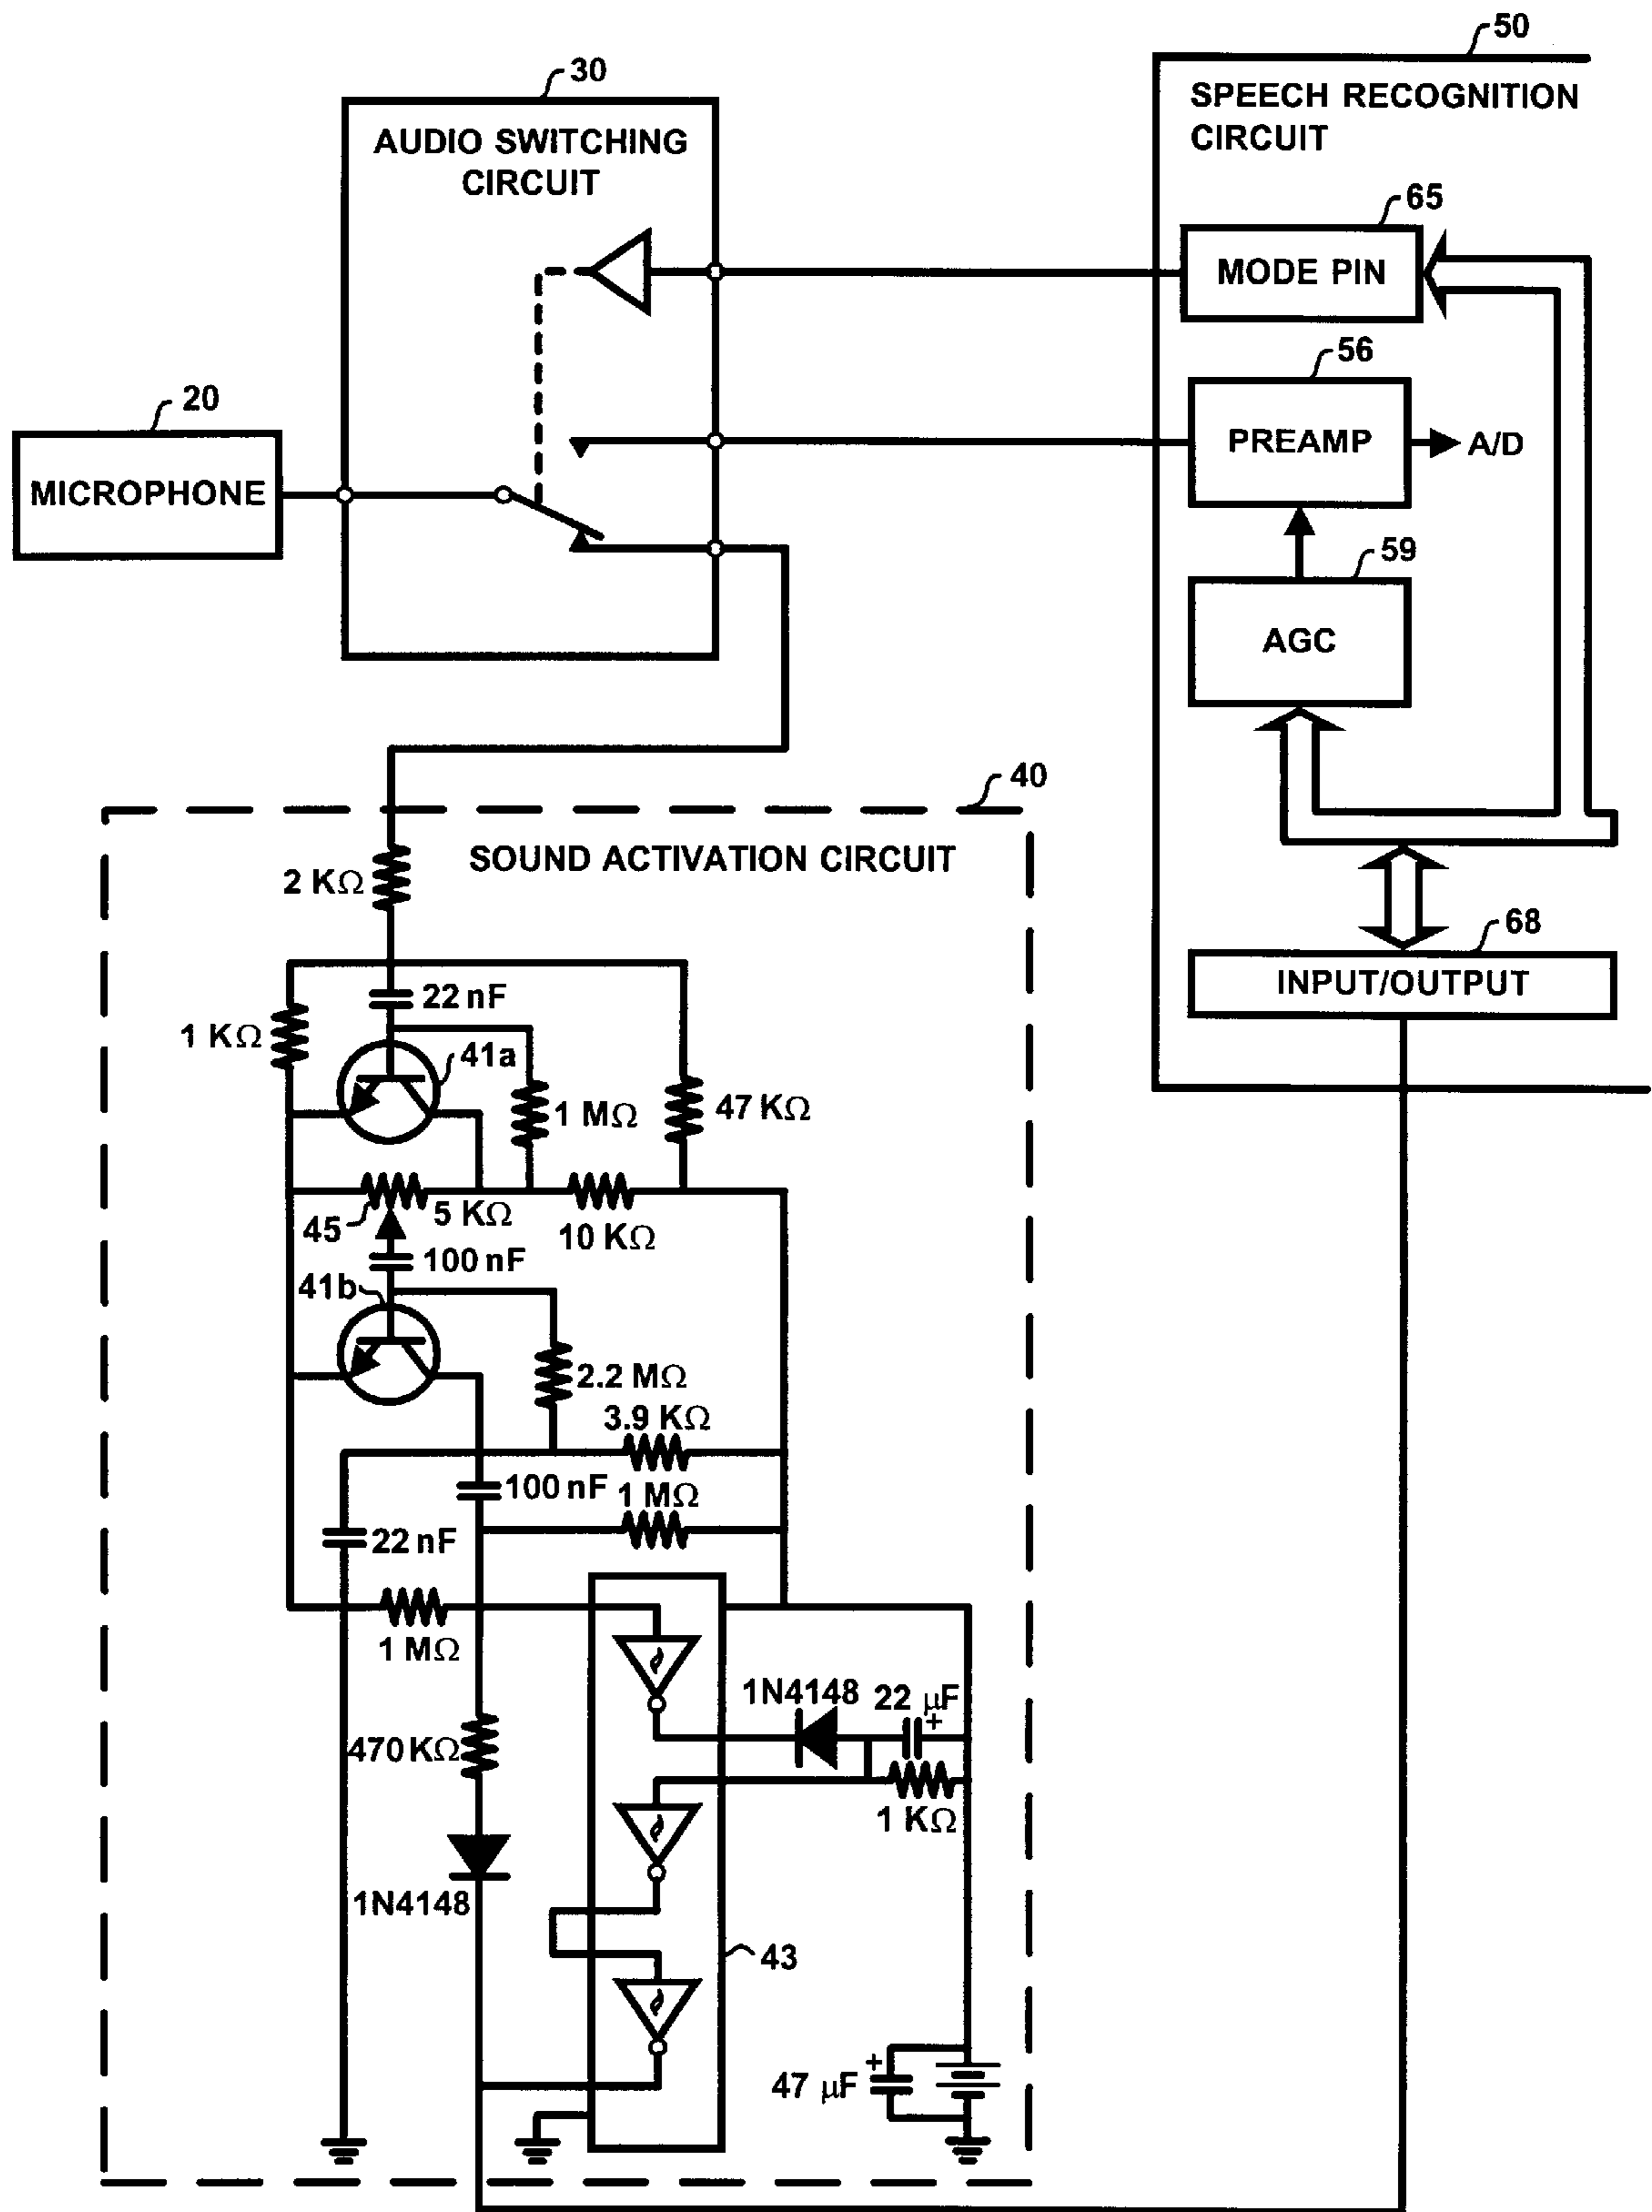 50
30
SPEECH RECOGNITION
CIRCUIT
AUDIO SWITCHING
CIRCUIT
65
MODE PIN
56
20
PREAMP
A/D
MICROPHONE
59
AGC
40
SOUND ACTIVATION CIRCUIT
2 KΩ
68
INPUT/OUTPUT
22 nF
1 KΩ
41a
1 MΩ
47 KΩ
45
5 KΩ
10 KΩ
100 nF
41b
2.2 MΩ
3.9 KΩ
100 nF
1 MΩ
22 nF
1 MΩ
1N4148
22 μF
+
470 KΩ
1 KΩ
1N4148
43
+
47 μF